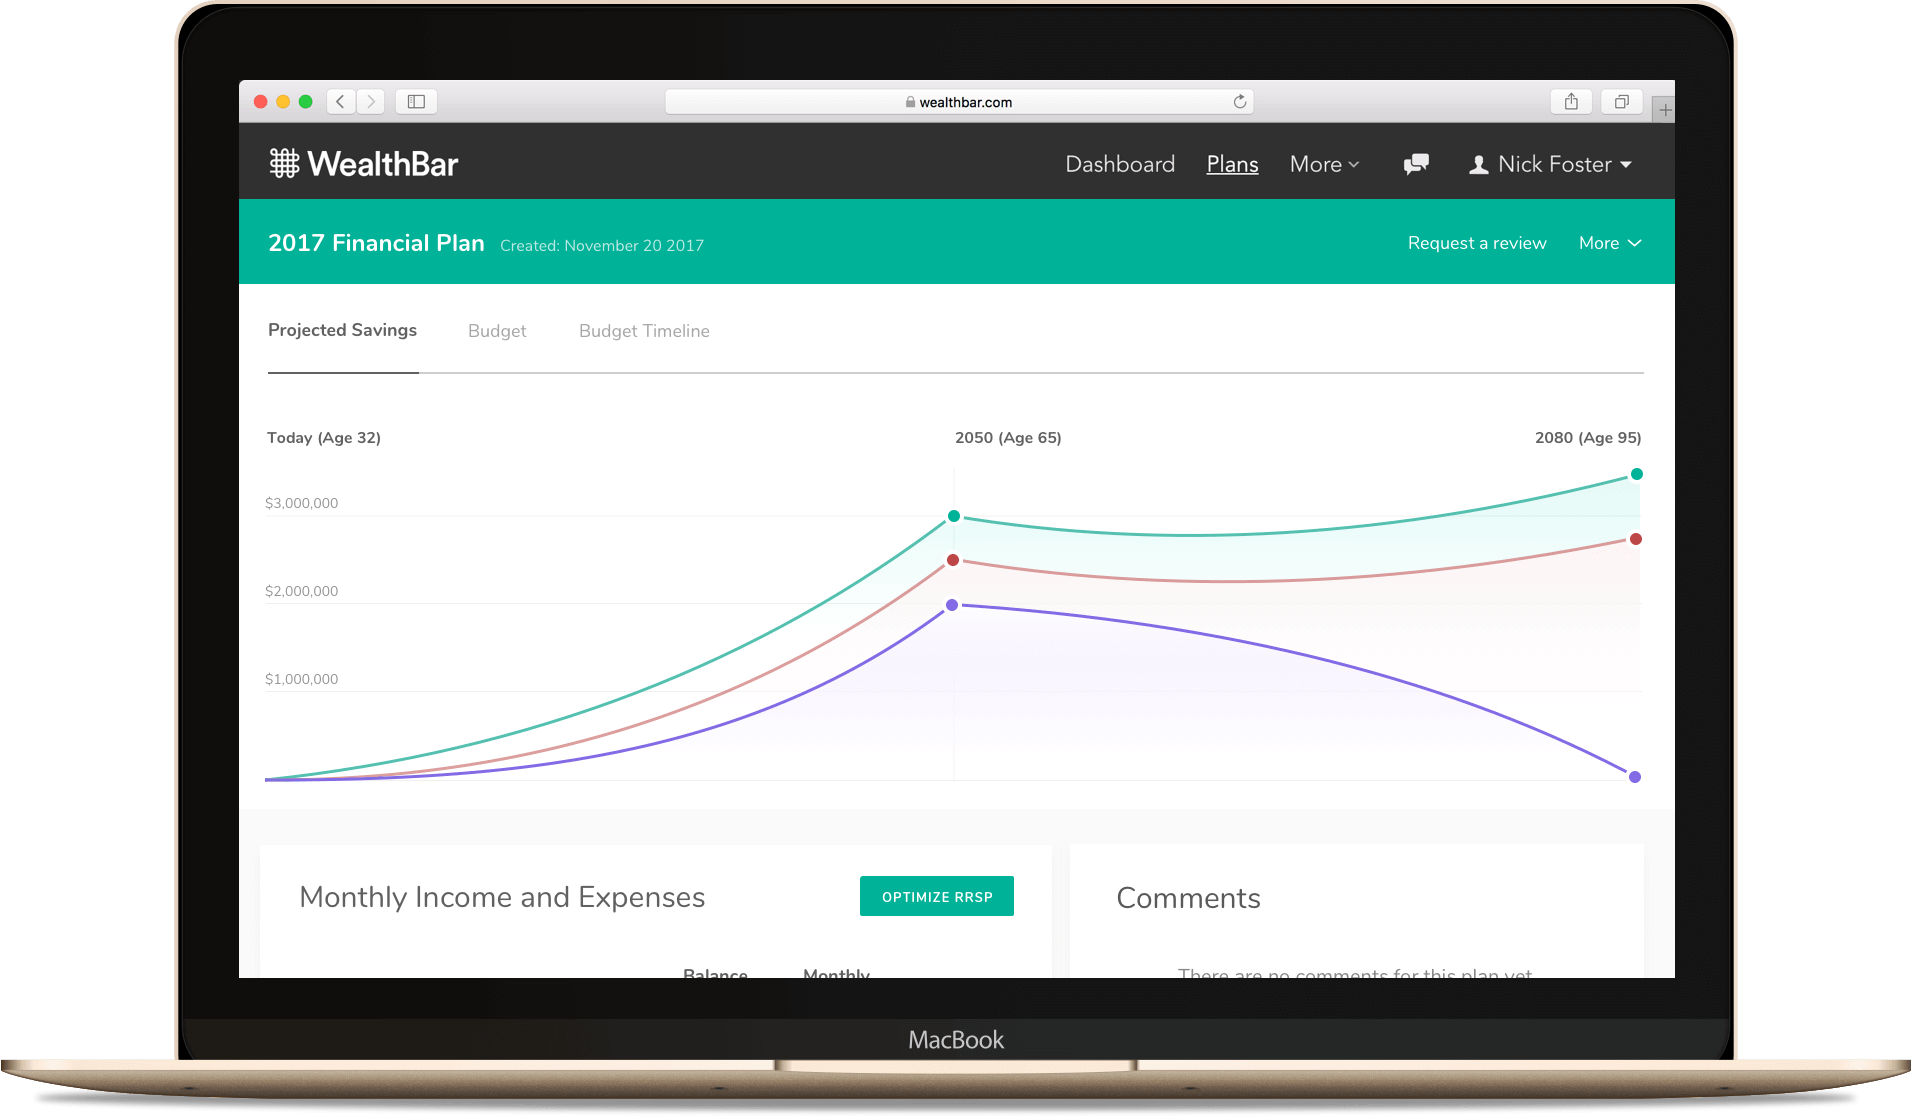 wealthbar.com
WealthBar
Dashboard Plans More Nick Foster
2017 Financial Plan Created: November 20 2017 Request a review More
Projected Savings Budget Budget Timeline
Today (Age 32) 2050 (Age 65) 2080 (Age 95)
$3,000,000
$2,000,000
$1,000,000
Monthly Income and Expenses OPTIMIZE RRSP Comments
Balance Monthly There are no comments for this plan yet
MacBook